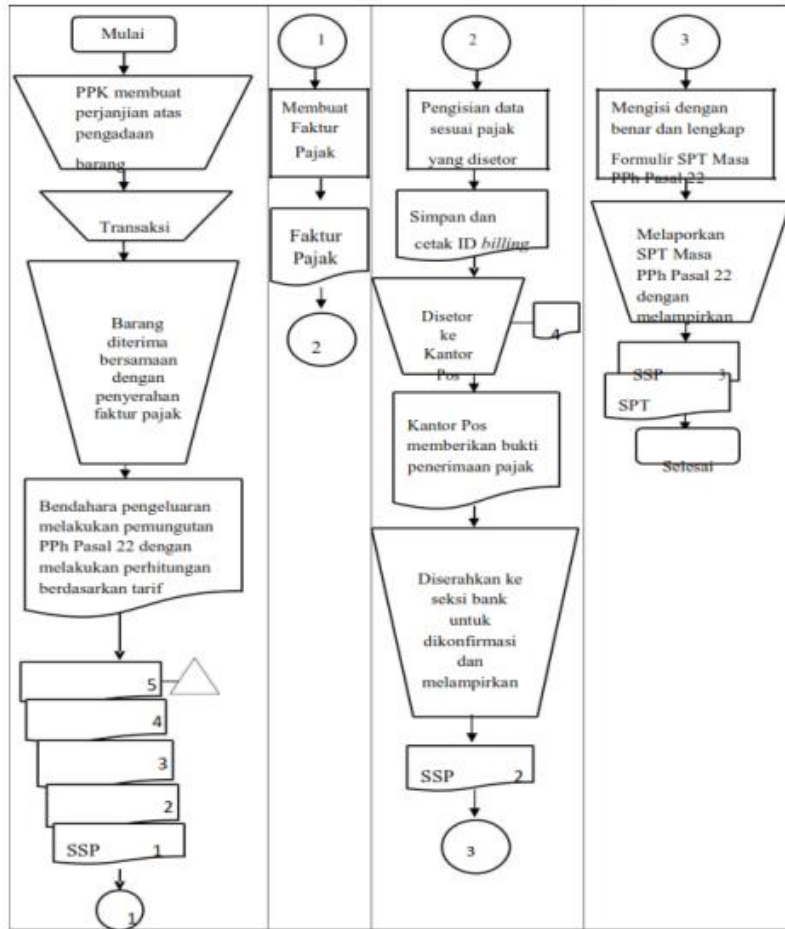 Mulai
PPK membuat
perjanjian atas
pengadaan
barang
Transaksi
Barang
diterima
bersamaan
dengan
penyerahan
faktur pajak
Bendahara pengeluaran
melakukan pemungutan
PPh Pasal 22 dengan
melakukan perhitungan
berdasarkan tarif
5
4
3
2
SSP 1
1
1
Membuat
Faktur
Pajak
Faktur
Pajak
2
2
Pengisian data
sesuai pajak
yang disetor
Simpan dan
cetak ID billing
Disetor
ke
Kantor
Pos
4
Kantor Pos
memberikan bukti
penerimaan pajak
Diserahkan ke
seksi bank
untuk
dikonfirmasi
dan
melampirkan
SSP 2
3
3
Mengisi dengan
benar dan lengkap
Formulir SPT Masa
PPh Pasal 22
Melaporkan
SPT Masa
PPh Pasal 22
dengan
melampirkan
SSP 3
SPT
Selesai